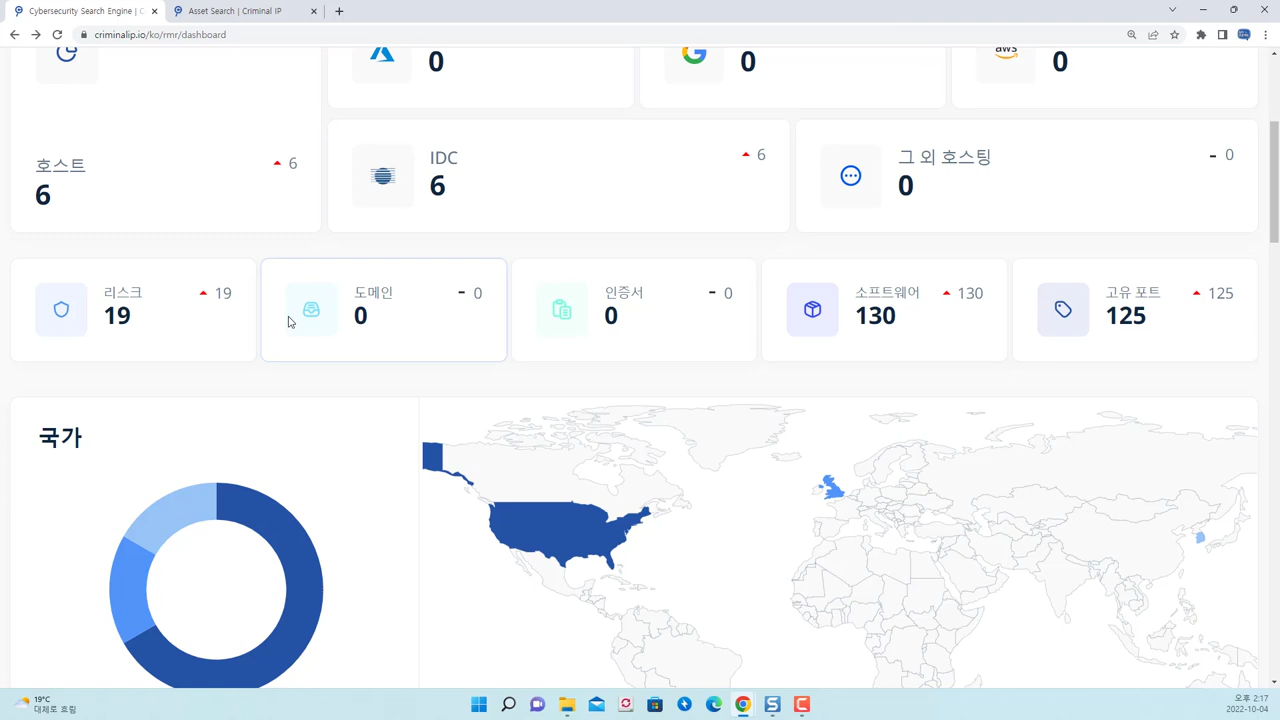 Cybersecurity Search Engine | C
Asset Search | Criminal IP
criminalip.io/ko/rmr/dashboard
0
0
aws
0
호스트
6
6
IDC
6
6
그 외 호스팅
- 0
0
리스크
19
19
도메인
- 0
0
인증서
- 0
0
소프트웨어
130
130
고유 포트
125
125
국가
19°C
대체로 흐림
오후 2:17
2022-10-04